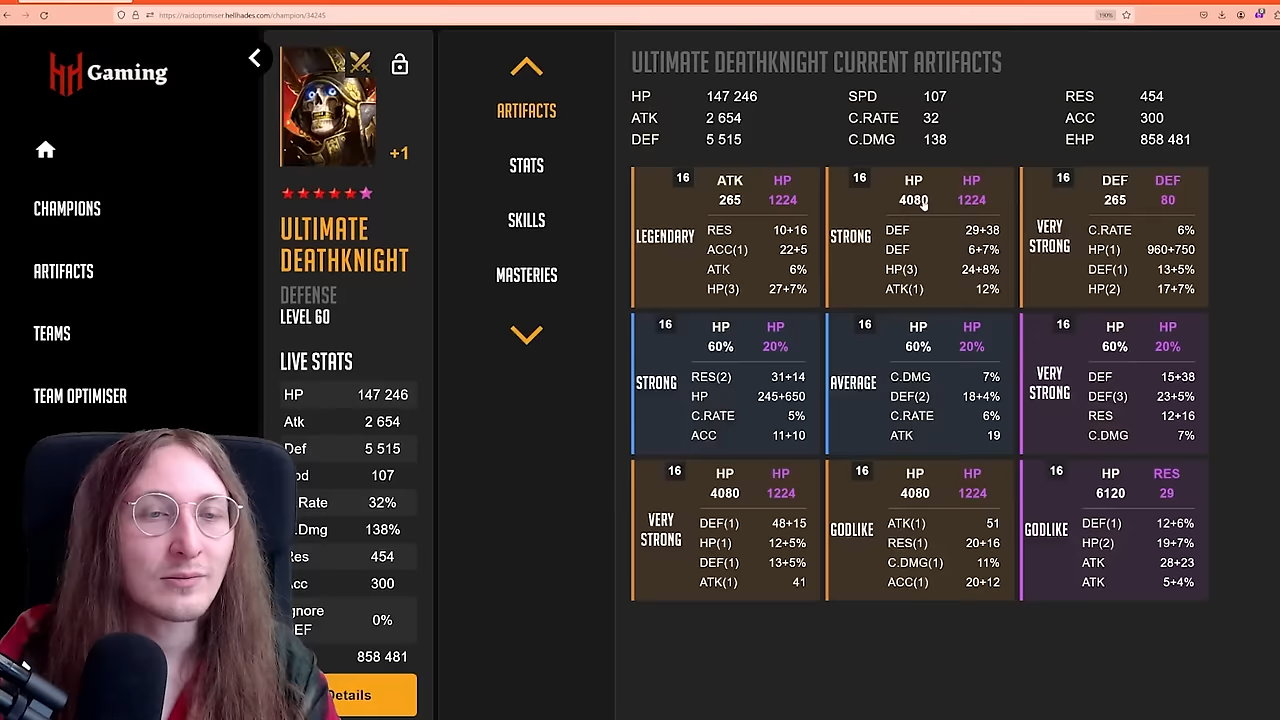 https://raidoptimiser.hellhades.com/champion/34245
190%
Gaming
CHAMPIONS
ARTIFACTS
TEAMS
TEAM OPTIMISER
+1
ULTIMATE
DEATHKNIGHT
DEFENSE
LEVEL 60
LIVE STATS
HP 147 246
Atk 2 654
Def 5 515
pd 107
Rate 32%
.Dmg 138%
Res 454
cc 300
gnore
EF 0%
858 481
Details
ARTIFACTS
STATS
SKILLS
MASTERIES
ULTIMATE DEATHKNIGHT CURRENT ARTIFACTS
HP 147 246 SPD 107 RES 454
ATK 2 654 C.RATE 32 ACC 300
DEF 5 515 C.DMG 138 EHP 858 481
16 ATK HP
265 1224
LEGENDARY
RES 10+16
ACC(1) 22+5
ATK 6%
HP(3) 27+7%
16 HP HP
4080 1224
STRONG
DEF 29+38
DEF 6+7%
HP(3) 24+8%
ATK(1) 12%
16 DEF DEF
265 80
VERY
STRONG
C.RATE 6%
HP(1) 960+750
DEF(1) 13+5%
HP(2) 17+7%
16 HP HP
60% 20%
STRONG
RES(2) 31+14
HP 245+650
C.RATE 5%
ACC 11+10
16 HP HP
60% 20%
AVERAGE
C.DMG 7%
DEF(2) 18+4%
C.RATE 6%
ATK 19
16 HP HP
60% 20%
VERY
STRONG
DEF 15+38
DEF(3) 23+5%
RES 12+16
C.DMG 7%
16 HP HP
4080 1224
VERY
STRONG
DEF(1) 48+15
HP(1) 12+5%
DEF(1) 13+5%
ATK(1) 41
16 HP HP
4080 1224
GODLIKE
ATK(1) 51
RES(1) 20+16
C.DMG(1) 11%
ACC(1) 20+12
16 HP RES
6120 29
GODLIKE
DEF(1) 12+6%
HP(2) 19+7%
ATK 28+23
ATK 5+4%